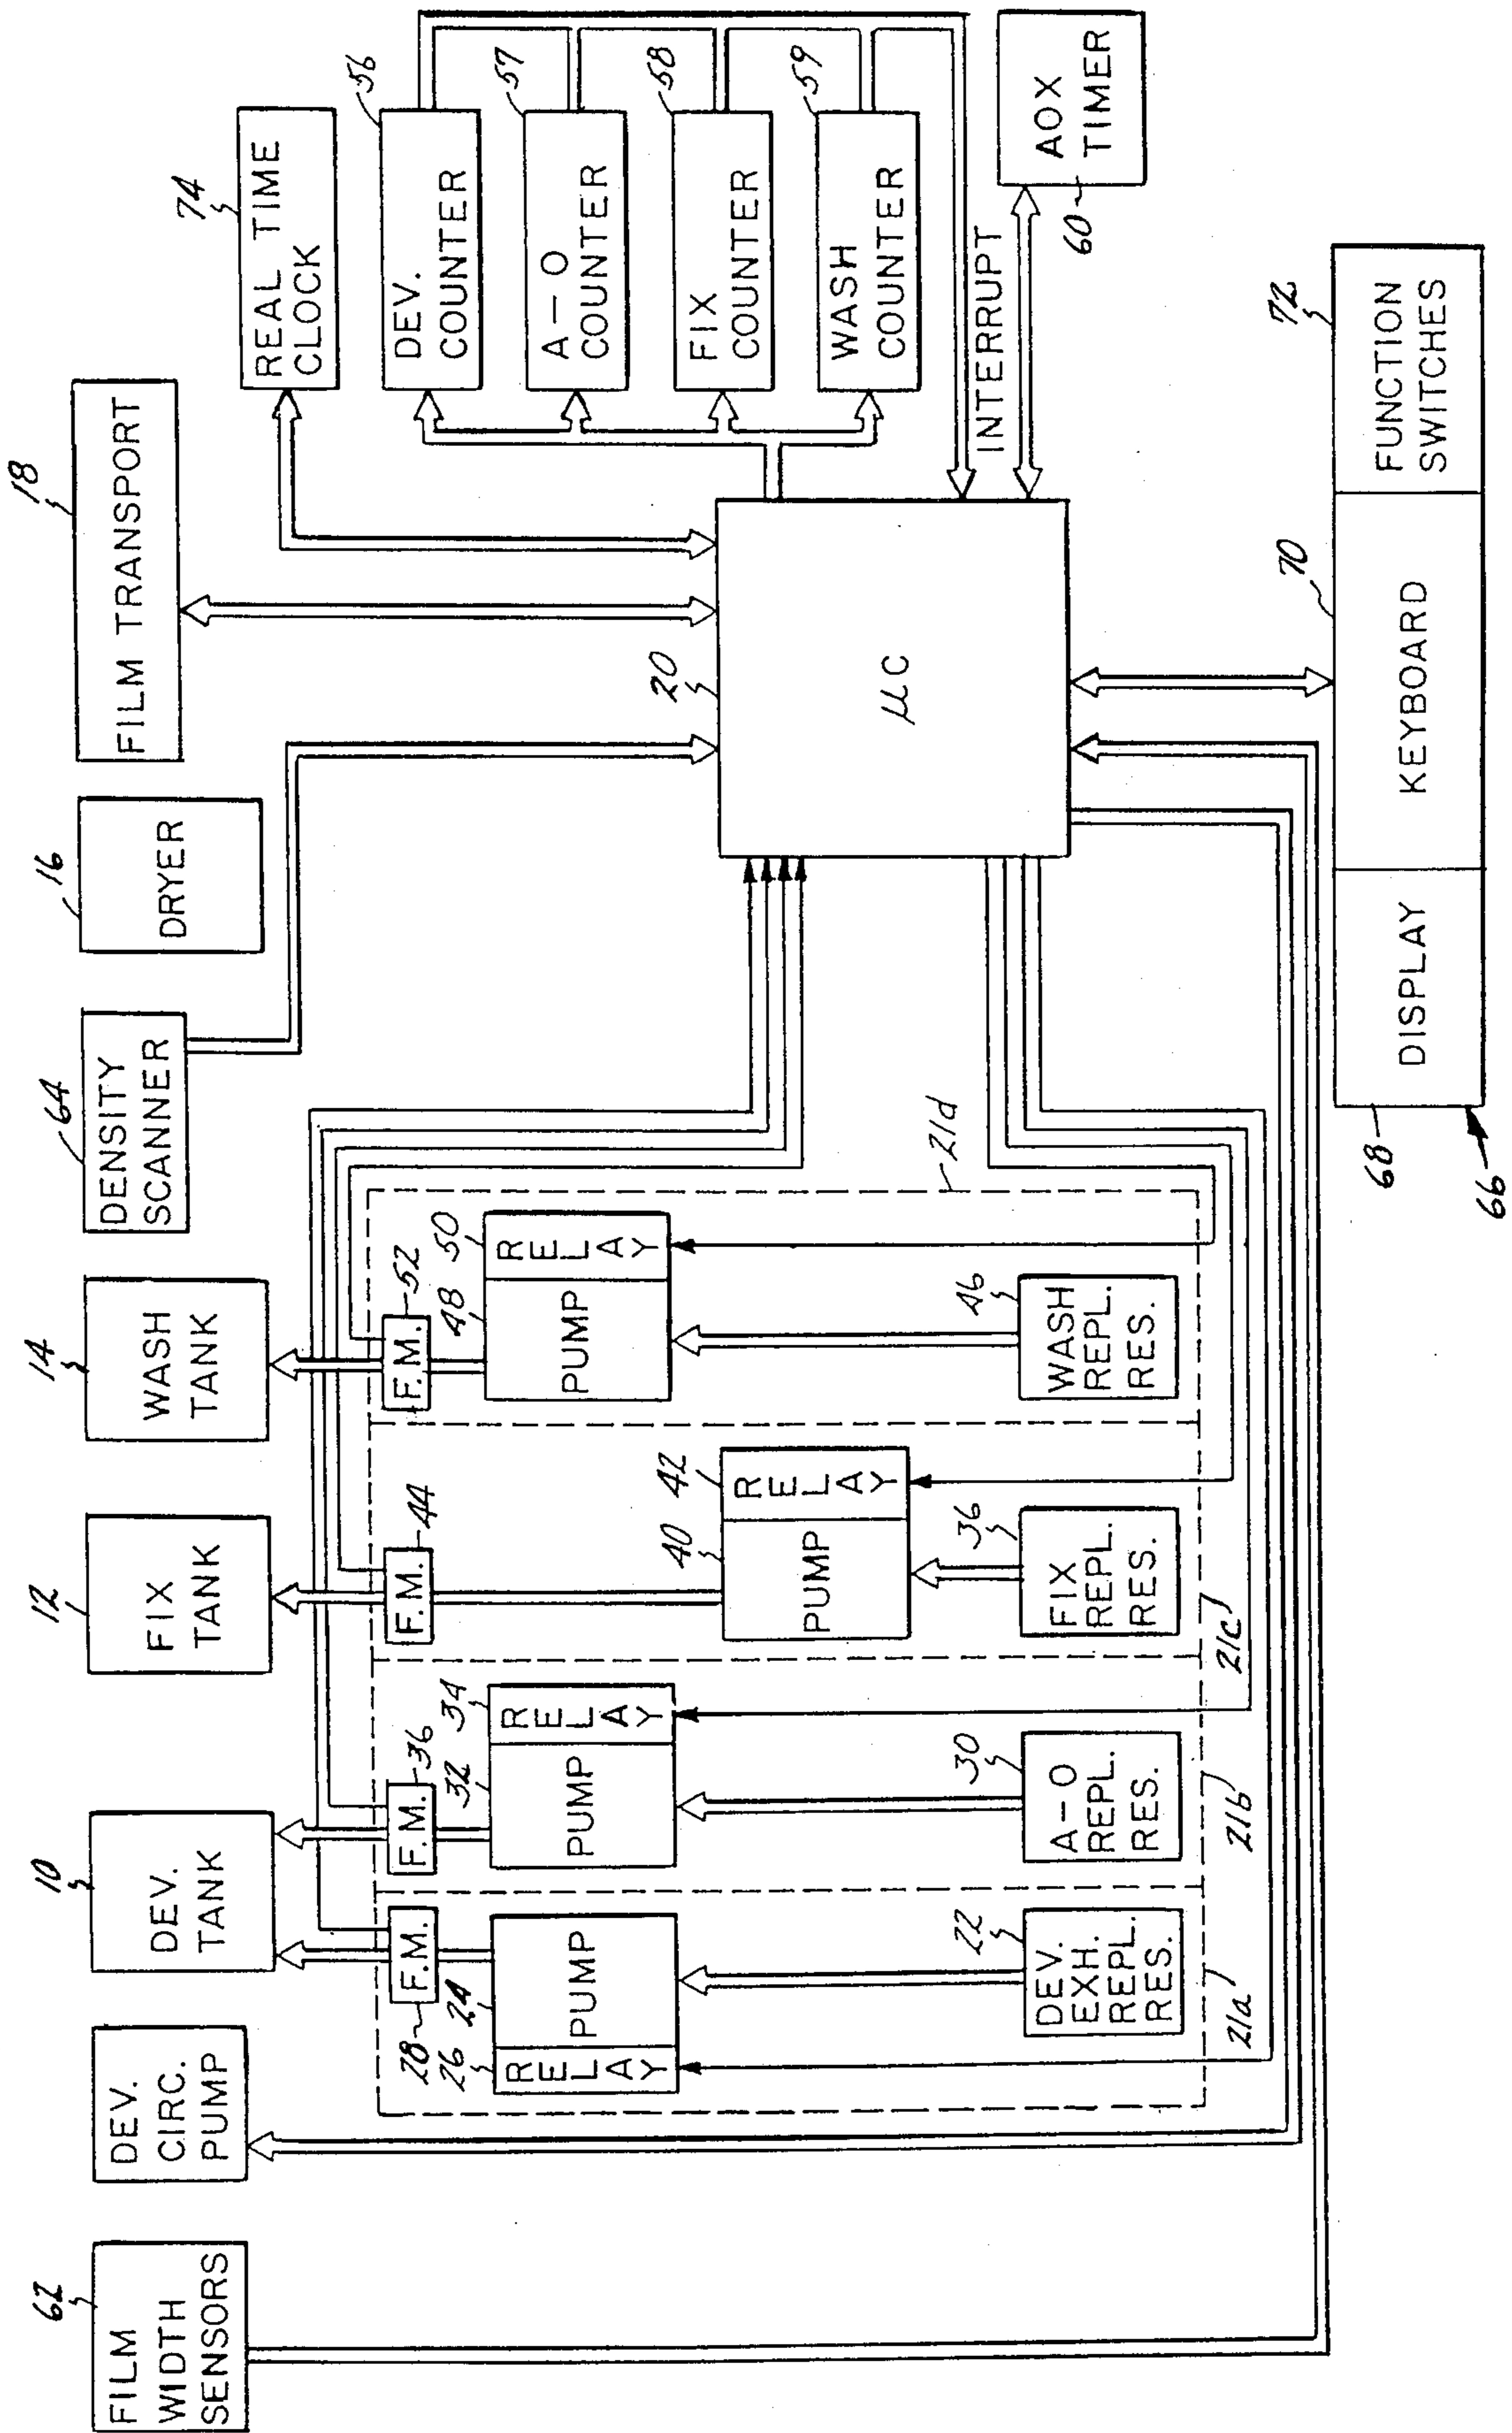 62
FILM
WIDTH
SENSORS
DEV.
CIRC.
PUMP
10
DEV.
TANK
12
FIX
TANK
14
WASH
TANK
64
DENSITY
SCANNER
16
DRYER
18
FILM TRANSPORT
74
REAL TIME
CLOCK
56
DEV.
COUNTER
57
A-O
COUNTER
58
FIX
COUNTER
59
WASH
COUNTER
INTERRUPT
60
AOX
TIMER
20
μC
28
F.M.
26
24
RELAY
PUMP
22
DEV.
EXH.
REPL.
RES.
21a
36
F.M.
32
34
PUMP
RELAY
30
A-O
REPL.
RES.
21b
44
F.M.
40
42
PUMP
RELAY
36
FIX
REPL.
RES.
21c
52
F.M.
48
50
PUMP
RELAY
46
WASH
REPL.
RES.
21d
68
66
DISPLAY
70
KEYBOARD
72
FUNCTION
SWITCHES